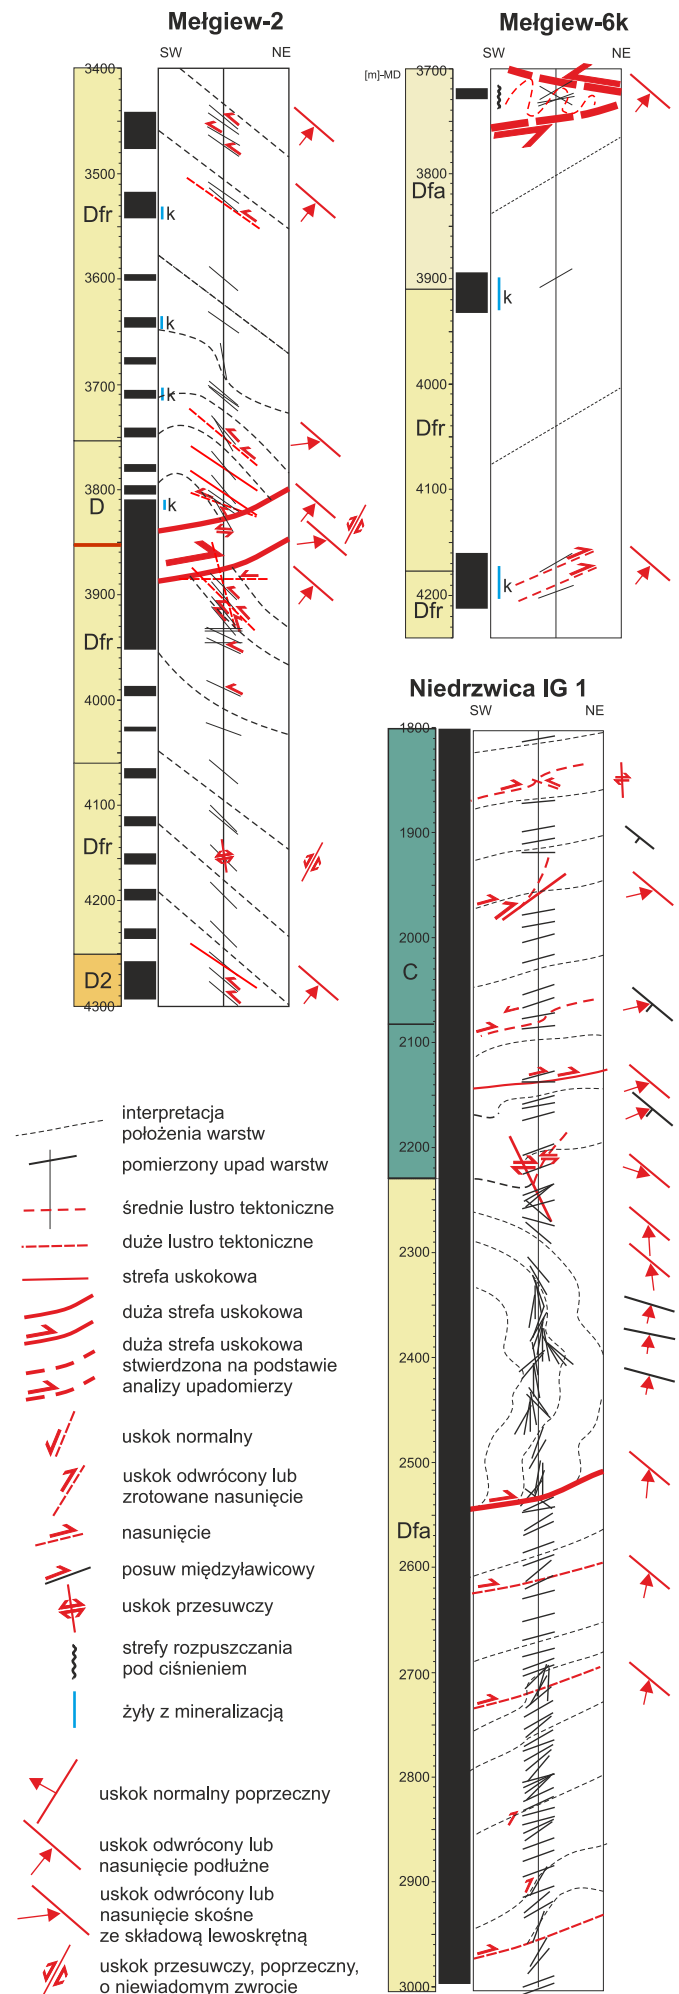 Mełgiew-2
SW
NE
3400
3500
3600
3700
3800
3900
4000
4100
4200
4300
Dfr
D
Dfr
Dfr
D2
k
k
k
k
Mełgiew-6k
[m]-MD
SW
NE
3700
3800
3900
4000
4100
4200
Dfa
Dfr
Dfr
k
k
Niedrzwica IG 1
SW
NE
1800
1900
2000
2100
2200
2300
2400
2500
2600
2700
2800
2900
3000
C
Dfa
interpretacja
położenia warstw
pomierzony upad warstw
średnie lustro tektoniczne
duże lustro tektoniczne
strefa uskokowa
duża strefa uskokowa
duża strefa uskokowa
stwierdzona na podstawie
analizy upadomierzy
uskok normalny
uskok odwrócony lub
zrotowane nasunięcie
nasunięcie
posuw międzyławicowy
uskok przesuwczy
strefy rozpuszczania
pod ciśnieniem
żyły z mineralizacją
uskok normalny poprzeczny
uskok odwrócony lub
nasunięcie podłużne
uskok odwrócony lub
nasunięcie skośne
ze składową lewoskrętną
uskok przesuwczy, poprzeczny,
o niewiadomym zwrocie